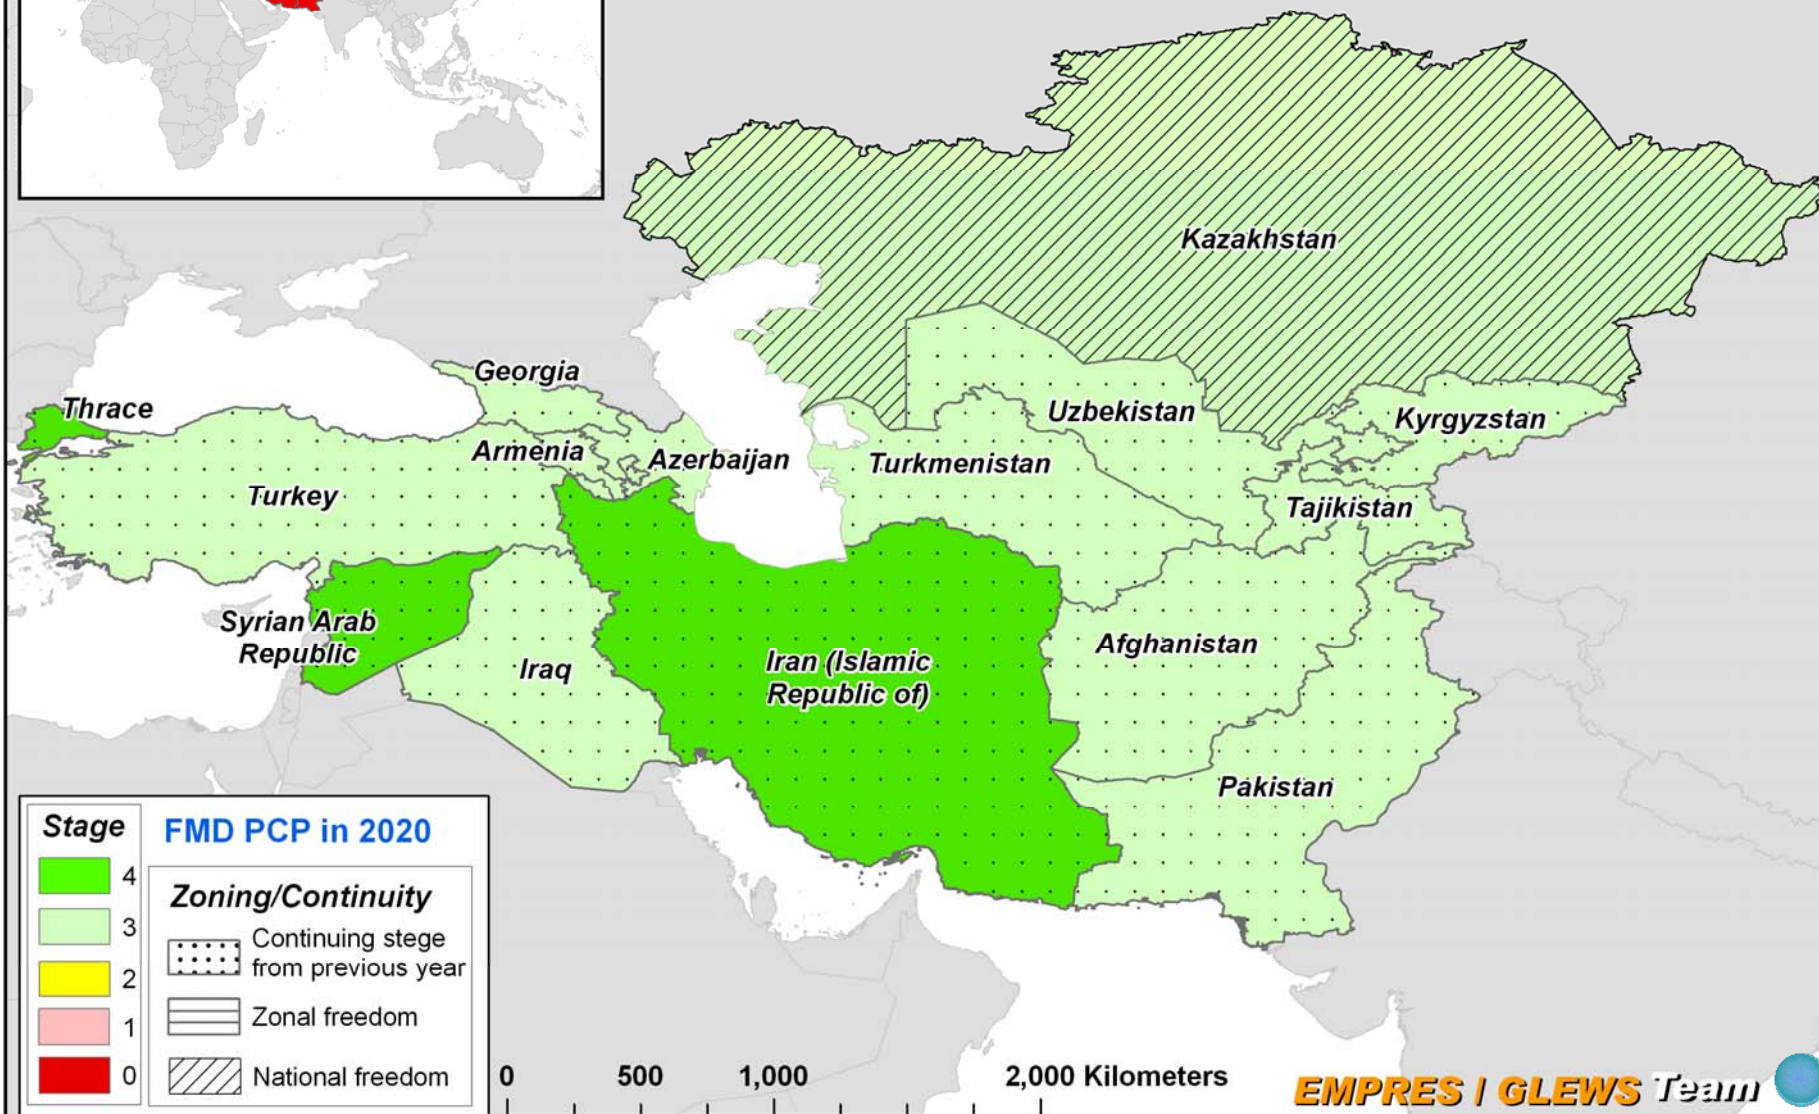 Kazakhstan
Georgia
Thrace
Uzbekistan
Kyrgyzstan
Armenia
Azerbaijan
Turkmenistan
Turkey
Tajikistan
Syrian Arab
Republic
Iraq
Iran (Islamic
Republic of)
Afghanistan
Pakistan
Stage
FMD PCP in 2020
4
3
2
1
0
Zoning/Continuity
Continuing stege
from previous year
Zonal freedom
National freedom
0 500 1,000 2,000 Kilometers
EMPRES / GLEWS Team